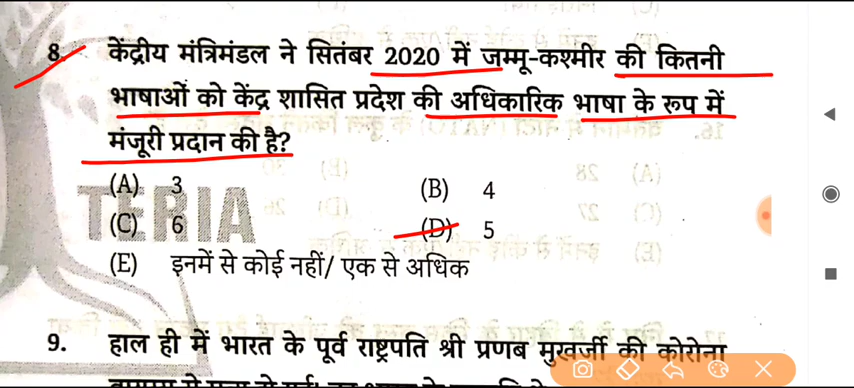 8. केंद्रीय मंत्रिमंडल ने सितंबर 2020 में जम्मू-कश्मीर की कितनी
भाषाओं को केंद्र शासित प्रदेश की अधिकारिक भाषा के रूप में
मंजूरी प्रदान की है?
(A) 3 (B) 4
(C) 6 (D) 5
(E) इनमें से कोई नहीं/ एक से अधिक
TERIA
9. हाल ही में भारत के पूर्व राष्ट्रपति श्री प्रणब मुखर्जी की कोरोना